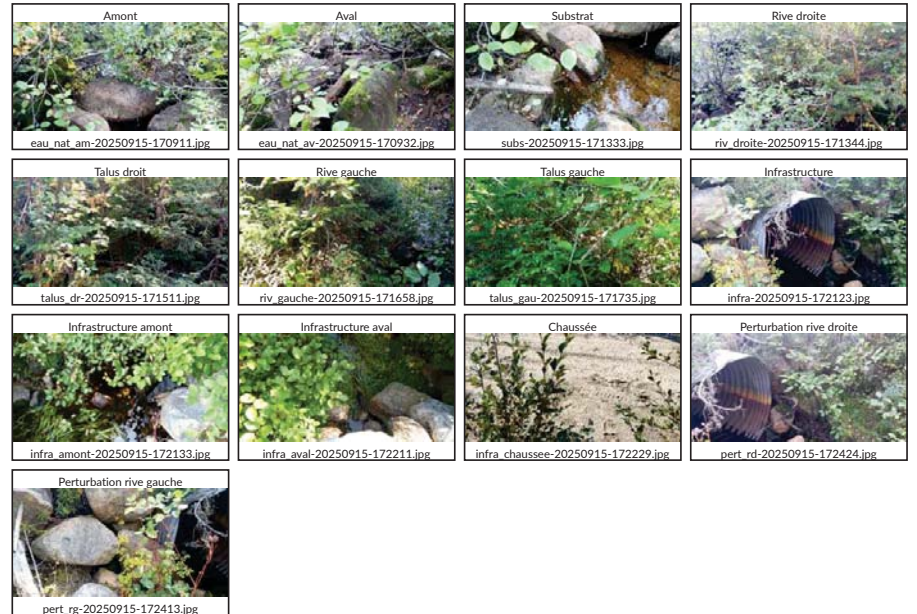 Amont
Aval
Substrat
Rive droite
eau_nat_am-20250915-170911.jpg
eau_nat_av-20250915-170932.jpg
subs-20250915-171333.jpg
riv_droite-20250915-171344.jpg
Talus droit
Rive gauche
Talus gauche
Infrastructure
talus_dr-20250915-171511.jpg
riv_gauche-20250915-171658.jpg
talus_gau-20250915-171735.jpg
infra-20250915-172123.jpg
Infrastructure amont
Infrastructure aval
Chaussée
Perturbation rive droite
infra_amont-20250915-172133.jpg
infra_aval-20250915-172211.jpg
infra_chaussee-20250915-172229.jpg
pert_rd-20250915-172424.jpg
Perturbation rive gauche
pert_rg-20250915-172413.jpg